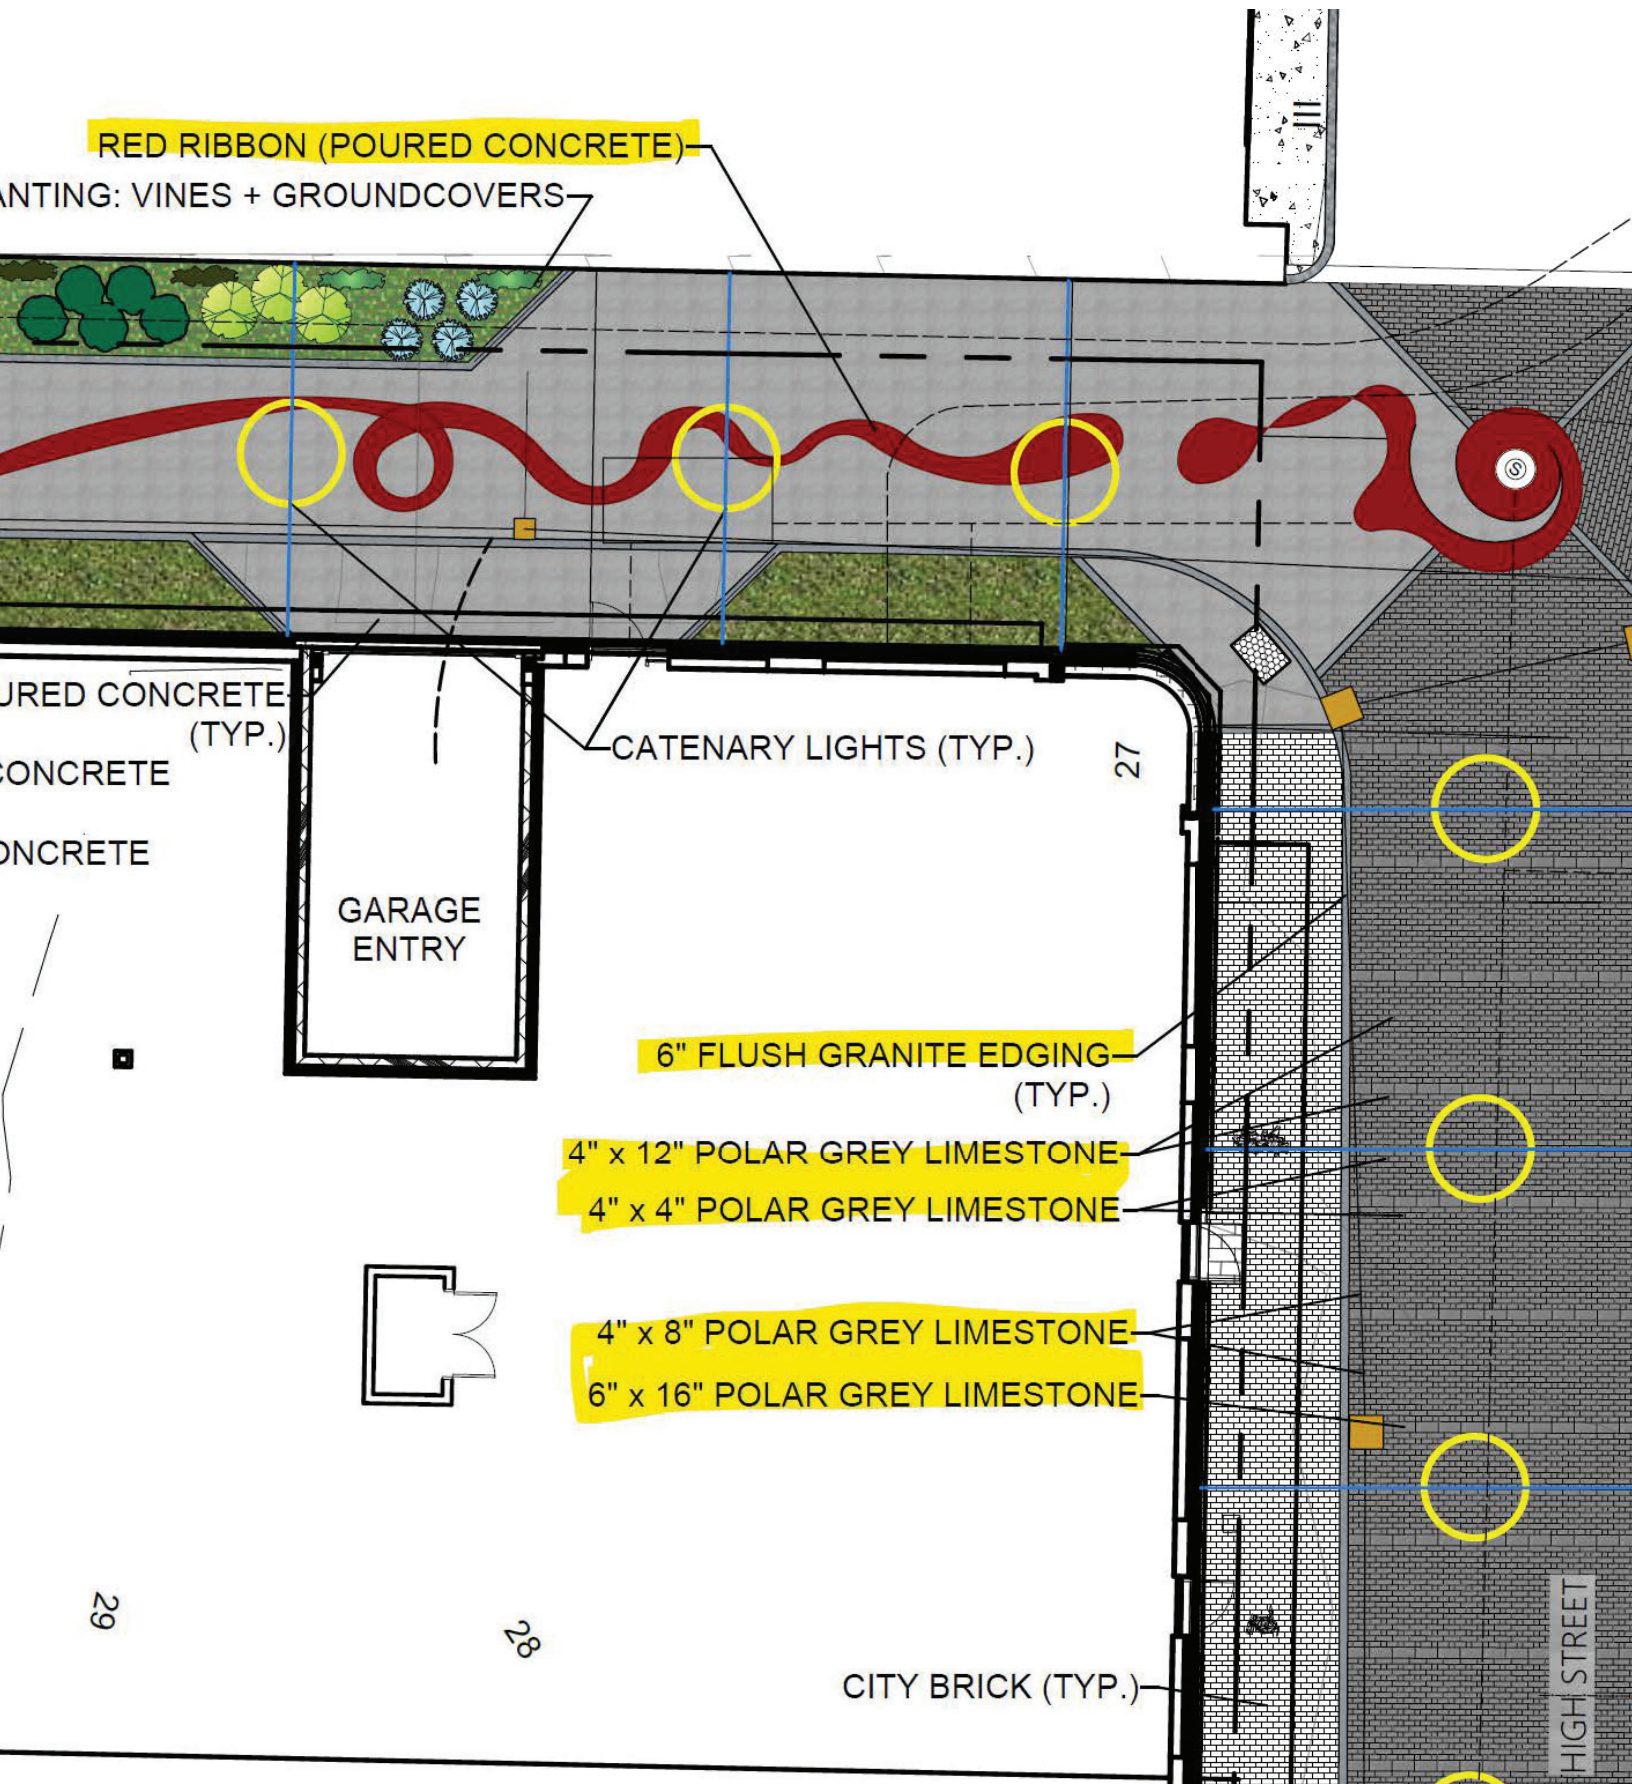 RED RIBBON (POURED CONCRETE)
ANTING: VINES + GROUNDCOVERS
S
URED CONCRETE
(TYP.)
CONCRETE
ONCRETE
CATENARY LIGHTS (TYP.)
27
GARAGE
ENTRY
6" FLUSH GRANITE EDGING
(TYP.)
4" x 12" POLAR GREY LIMESTONE
4" x 4" POLAR GREY LIMESTONE
4" x 8" POLAR GREY LIMESTONE
6" x 16" POLAR GREY LIMESTONE
29
28
CITY BRICK (TYP.)
HIGH STREET